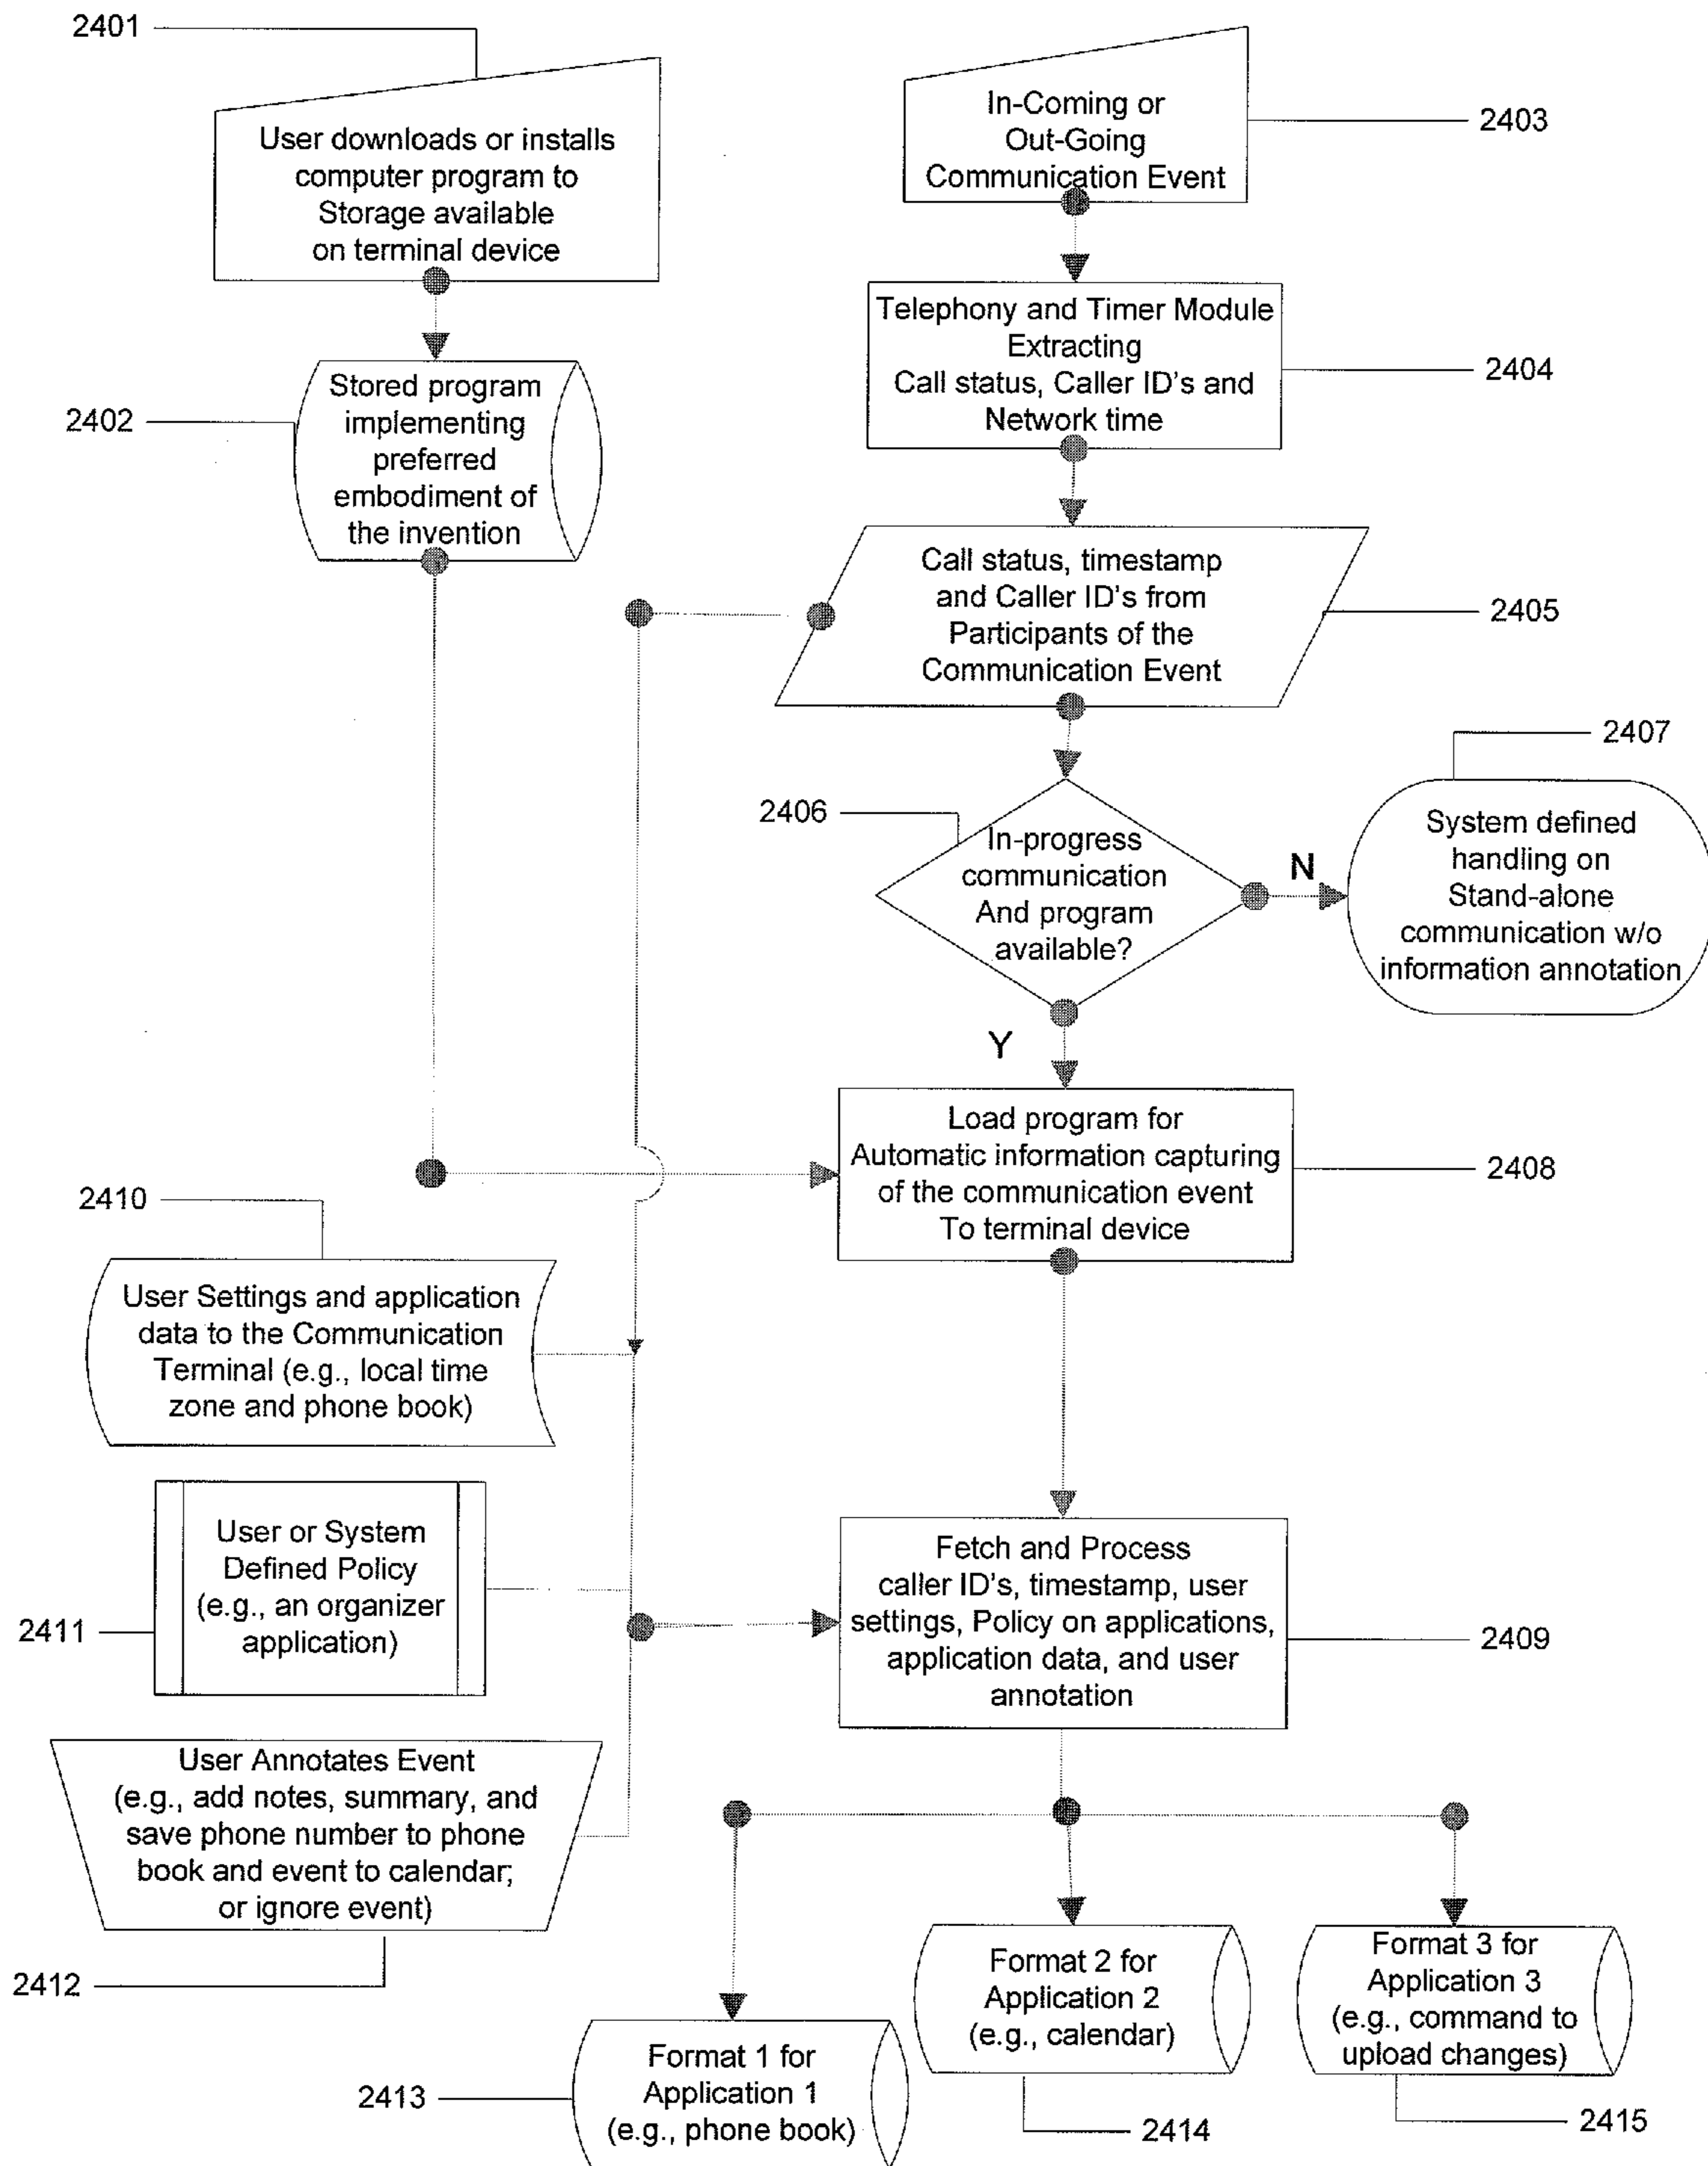 2401
User downloads or installs
computer program to
Storage available
on terminal device
In-Coming or
Out-Going
Communication Event
2403
Telephony and Timer Module
Extracting
Call status, Caller ID's and
Network time
2404
2402
Stored program
implementing
preferred
embodiment of
the invention
Call status, timestamp
and Caller ID's from
Participants of the
Communication Event
2405
2406
In-progress
communication
And program
available?
N
Y
2407
System defined
handling on
Stand-alone
communication w/o
information annotation
Load program for
Automatic information capturing
of the communication event
To terminal device
2408
2410
User Settings and application
data to the Communication
Terminal (e.g., local time
zone and phone book)
User or System
Defined Policy
(e.g., an organizer
application)
2411
Fetch and Process
caller ID's, timestamp, user
settings, Policy on applications,
application data, and user
annotation
2409
User Annotates Event
(e.g., add notes, summary, and
save phone number to phone
book and event to calendar;
or ignore event)
2412
Format 1 for
Application 1
(e.g., phone book)
2413
Format 2 for
Application 2
(e.g., calendar)
2414
Format 3 for
Application 3
(e.g., command to
upload changes)
2415